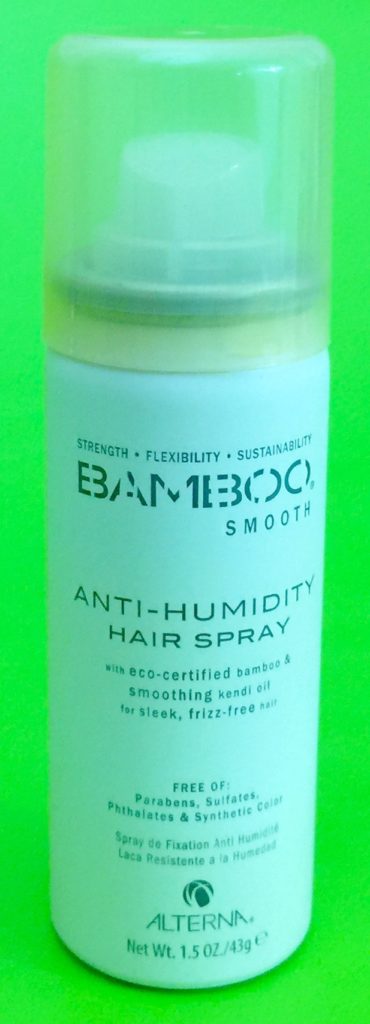 STRENGTH • FLEXIBILITY • SUSTAINABILITY
BAMBOO®
SMOOTH
ANTI-HUMIDITY
HAIR SPRAY
with eco-certified bamboo &
smoothing kendi oil
for sleek, frizz-free hair
FREE OF:
Parabens, Sulfates,
Phthalates & Synthetic Color
Spray de Fixation Anti Humidité
Laca Resistente a la Humedad
ALTERNA®
Net Wt. 1.5 OZ./43g ℮